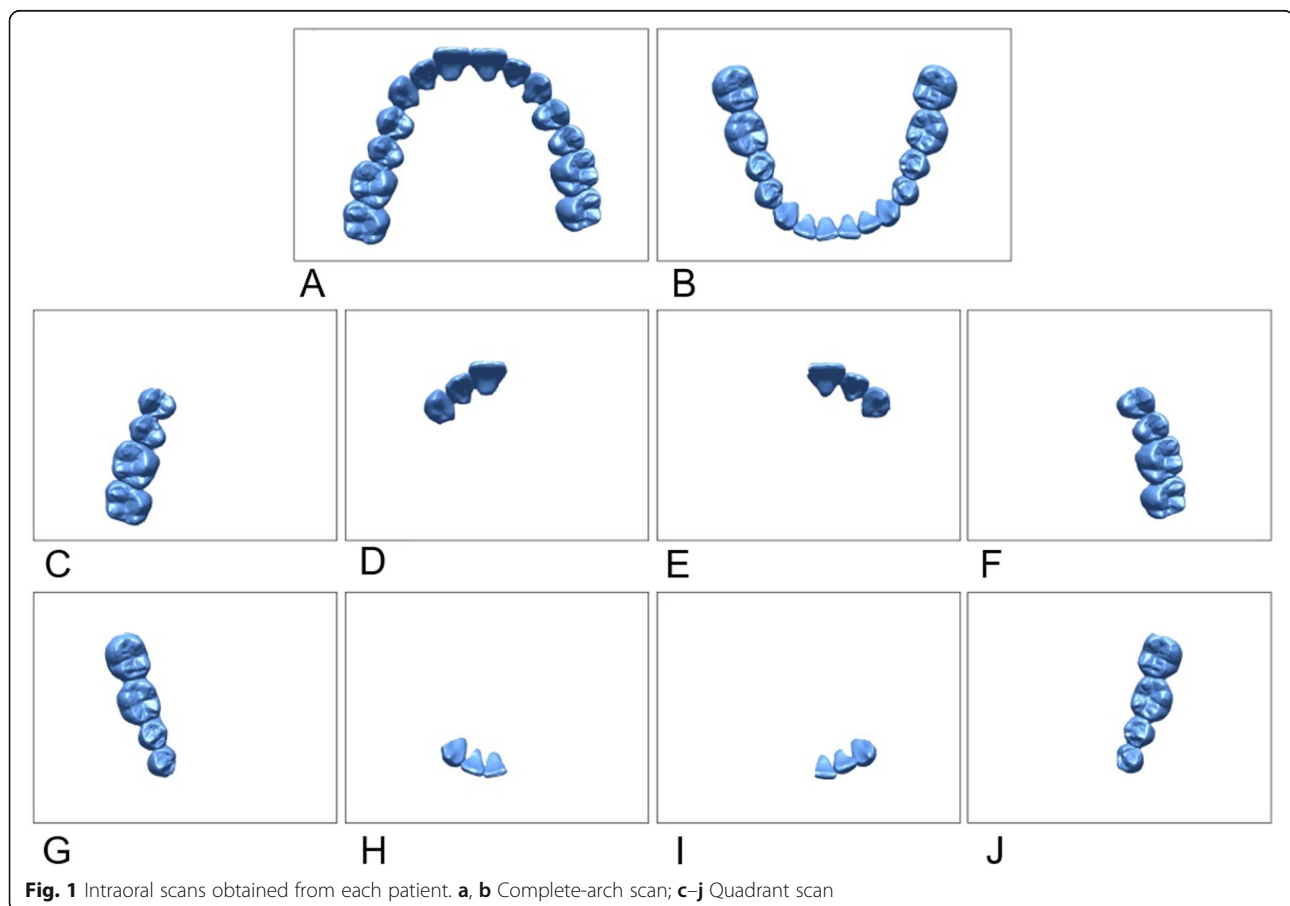 A
B
C
D
E
F
G
H
I
J
Fig. 1 Intraoral scans obtained from each patient. a, b Complete-arch scan; c–j Quadrant scan